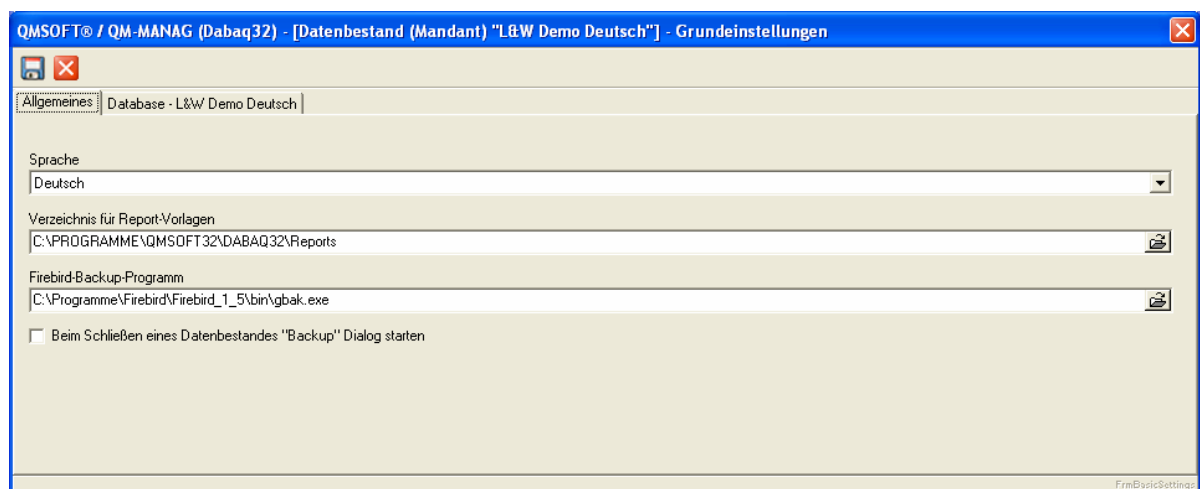 QMSOFT® / QM-MANAG (Dabaq32) - [Datenbestand (Mandant) "L&W Demo Deutsch"] - Grundeinstellungen
Allgemeines Database - L&W Demo Deutsch
Sprache
Deutsch
Verzeichnis für Report-Vorlagen
C:\PROGRAMME\QMSOFT32\DABAQ32\Reports
Firebird-Backup-Programm
C:\Programme\Firebird\Firebird_1_5\bin\gbak.exe
Beim Schließen eines Datenbestandes "Backup" Dialog starten
FrmBasicSettings